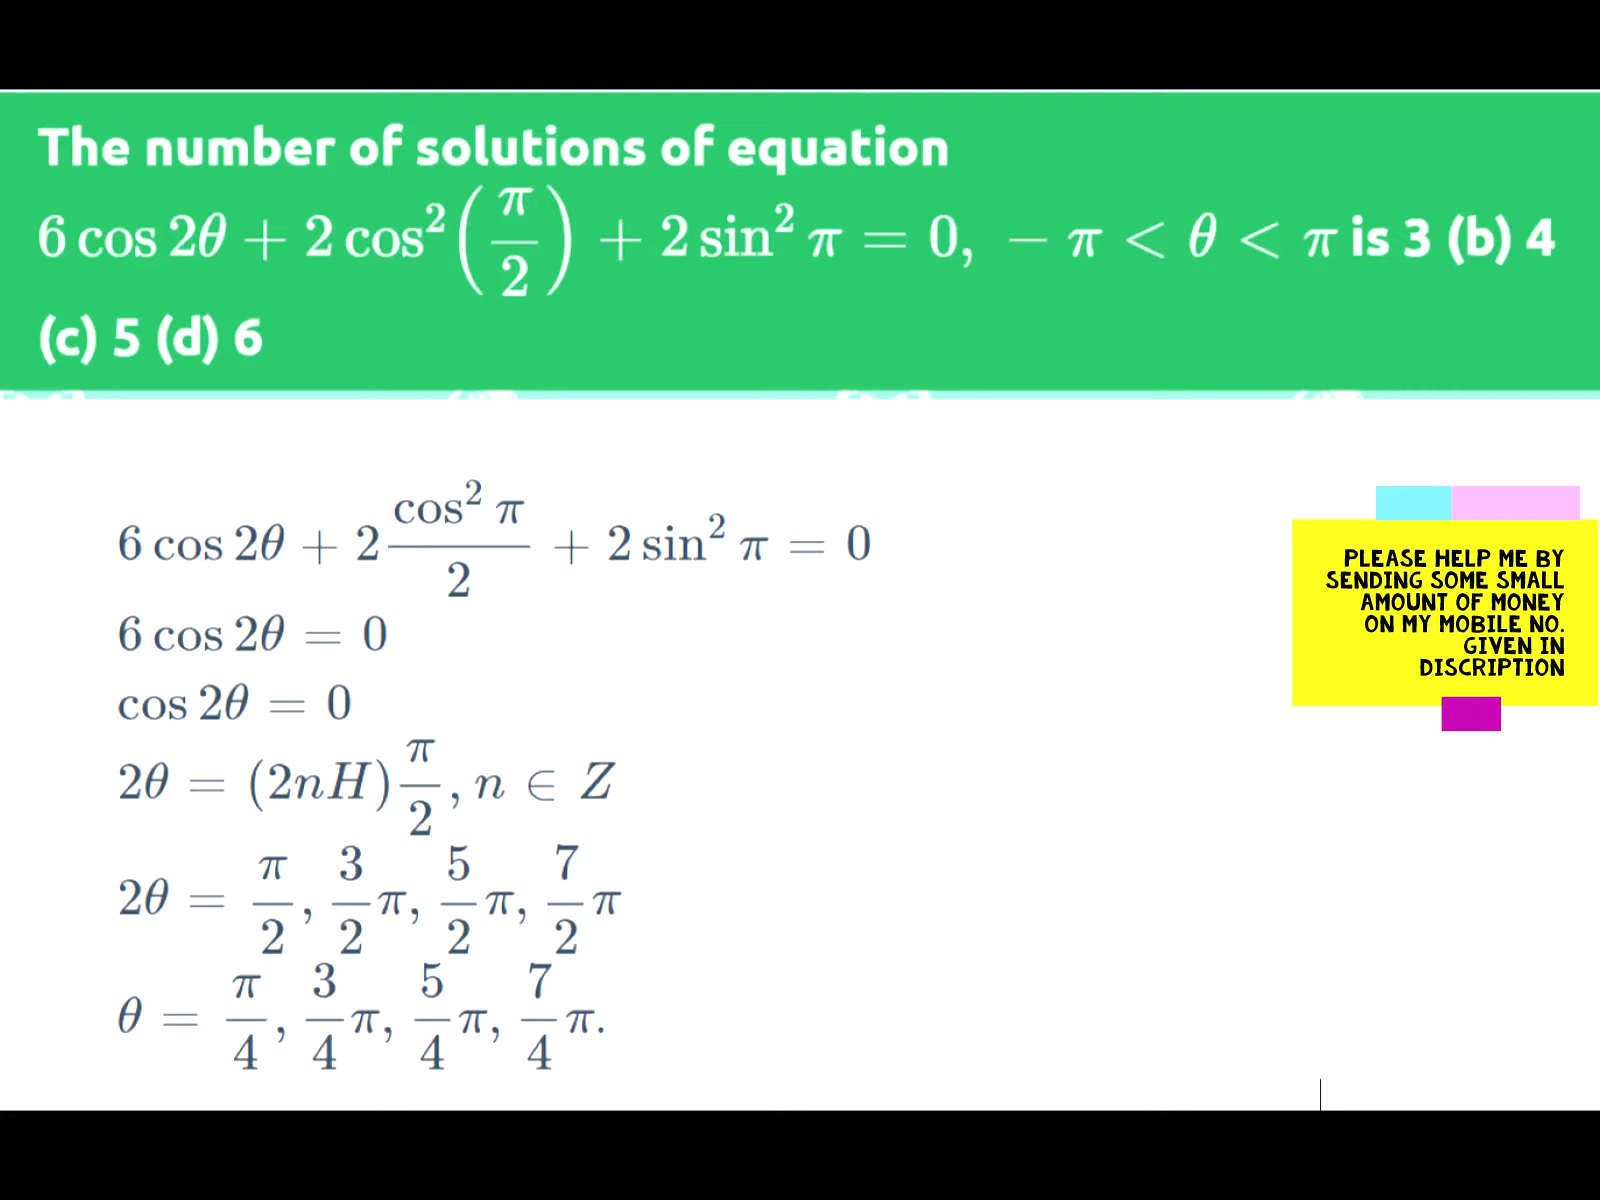 The number of solutions of equation
6 cos 2θ + 2 cos² (π/2) + 2 sin² π = 0, − π < θ < π is 3 (b) 4
(c) 5 (d) 6
6 cos 2θ + 2 cos² π / 2 + 2 sin² π = 0
6 cos 2θ = 0
cos 2θ = 0
2θ = (2nH) π/2, n ∈ Z
2θ = π/2, 3/2 π, 5/2 π, 7/2 π
θ = π/4, 3/4 π, 5/4 π, 7/4 π.
PLEASE HELP ME BY
SENDING SOME SMALL
AMOUNT OF MONEY
ON MY MOBILE NO.
GIVEN IN
DISCRIPTION